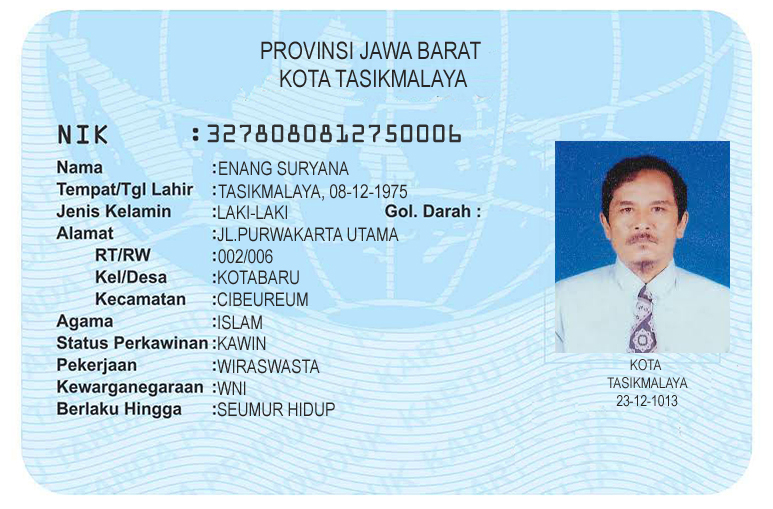 PROVINSI JAWA BARAT
KOTA TASIKMALAYA
NIK : 3278080812750006
Nama : ENANG SURYANA
Tempat/Tgl Lahir : TASIKMALAYA, 08-12-1975
Jenis Kelamin : LAKI-LAKI Gol. Darah :
Alamat : JL.PURWAKARTA UTAMA
RT/RW : 002/006
Kel/Desa : KOTABARU
Kecamatan : CIBEUREUM
Agama : ISLAM
Status Perkawinan : KAWIN
Pekerjaan : WIRASWASTA
Kewarganegaraan : WNI
Berlaku Hingga : SEUMUR HIDUP
KOTA
TASIKMALAYA
23-12-1013